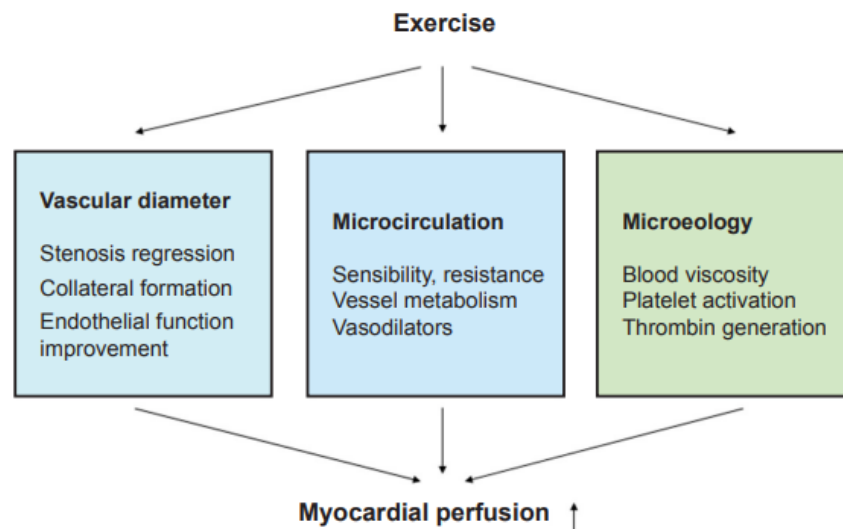 Exercise
Vascular diameter
Stenosis regression
Collateral formation
Endothelial function
improvement
Microcirculation
Sensibility, resistance
Vessel metabolism
Vasodilators
Microeology
Blood viscosity
Platelet activation
Thrombin generation
Myocardial perfusion ↑